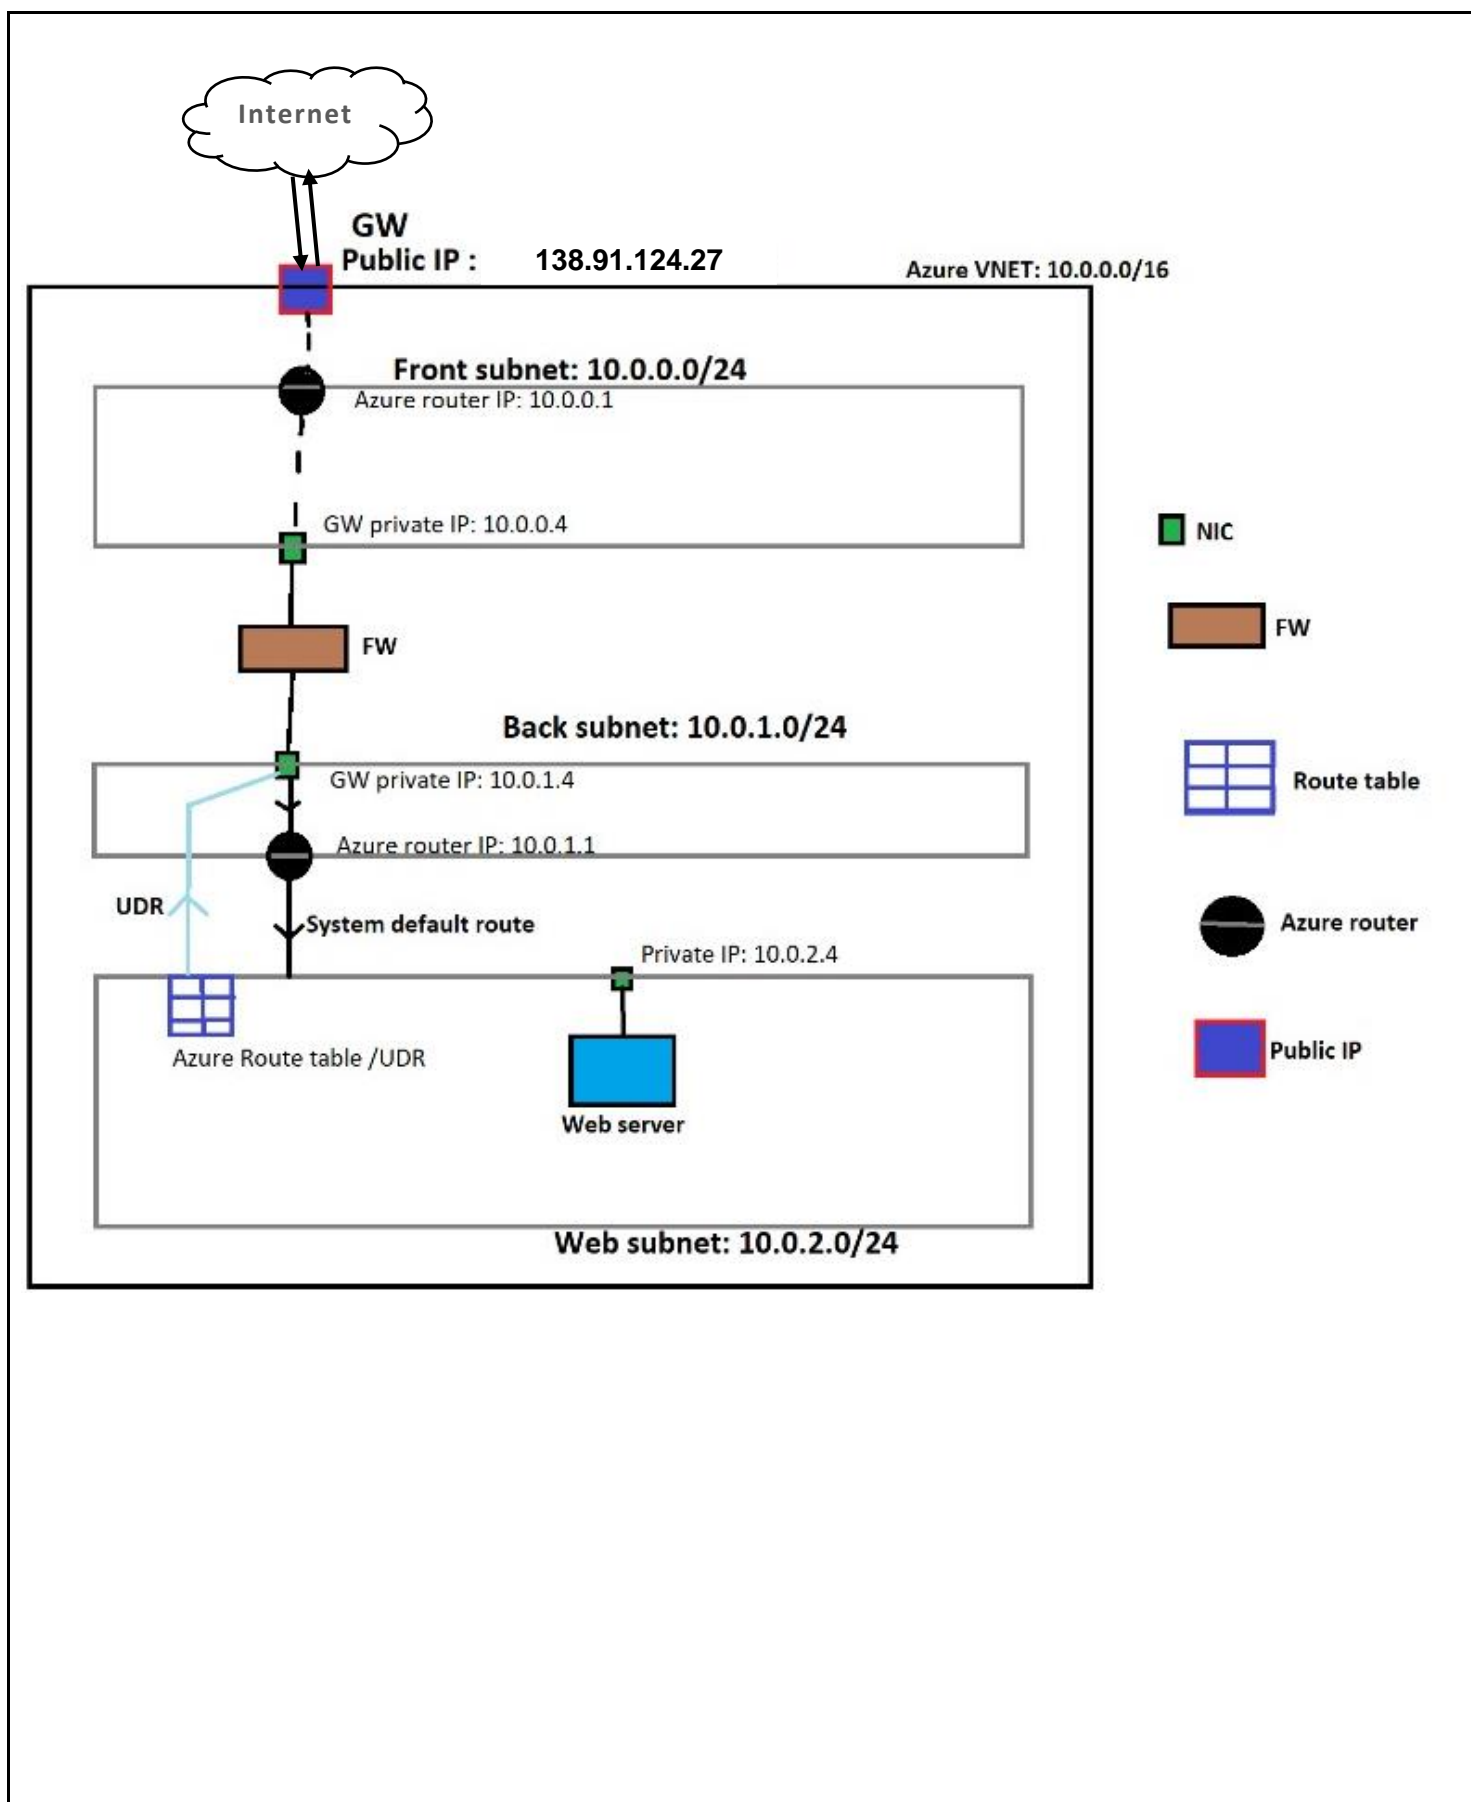 Internet
GW
Public IP : 138.91.124.27
Azure VNET: 10.0.0.0/16
Front subnet: 10.0.0.0/24
Azure router IP: 10.0.0.1
GW private IP: 10.0.0.4
NIC
FW
FW
Back subnet: 10.0.1.0/24
GW private IP: 10.0.1.4
Route table
Azure router IP: 10.0.1.1
UDR
System default route
Azure router
Private IP: 10.0.2.4
Azure Route table /UDR
Public IP
Web server
Web subnet: 10.0.2.0/24